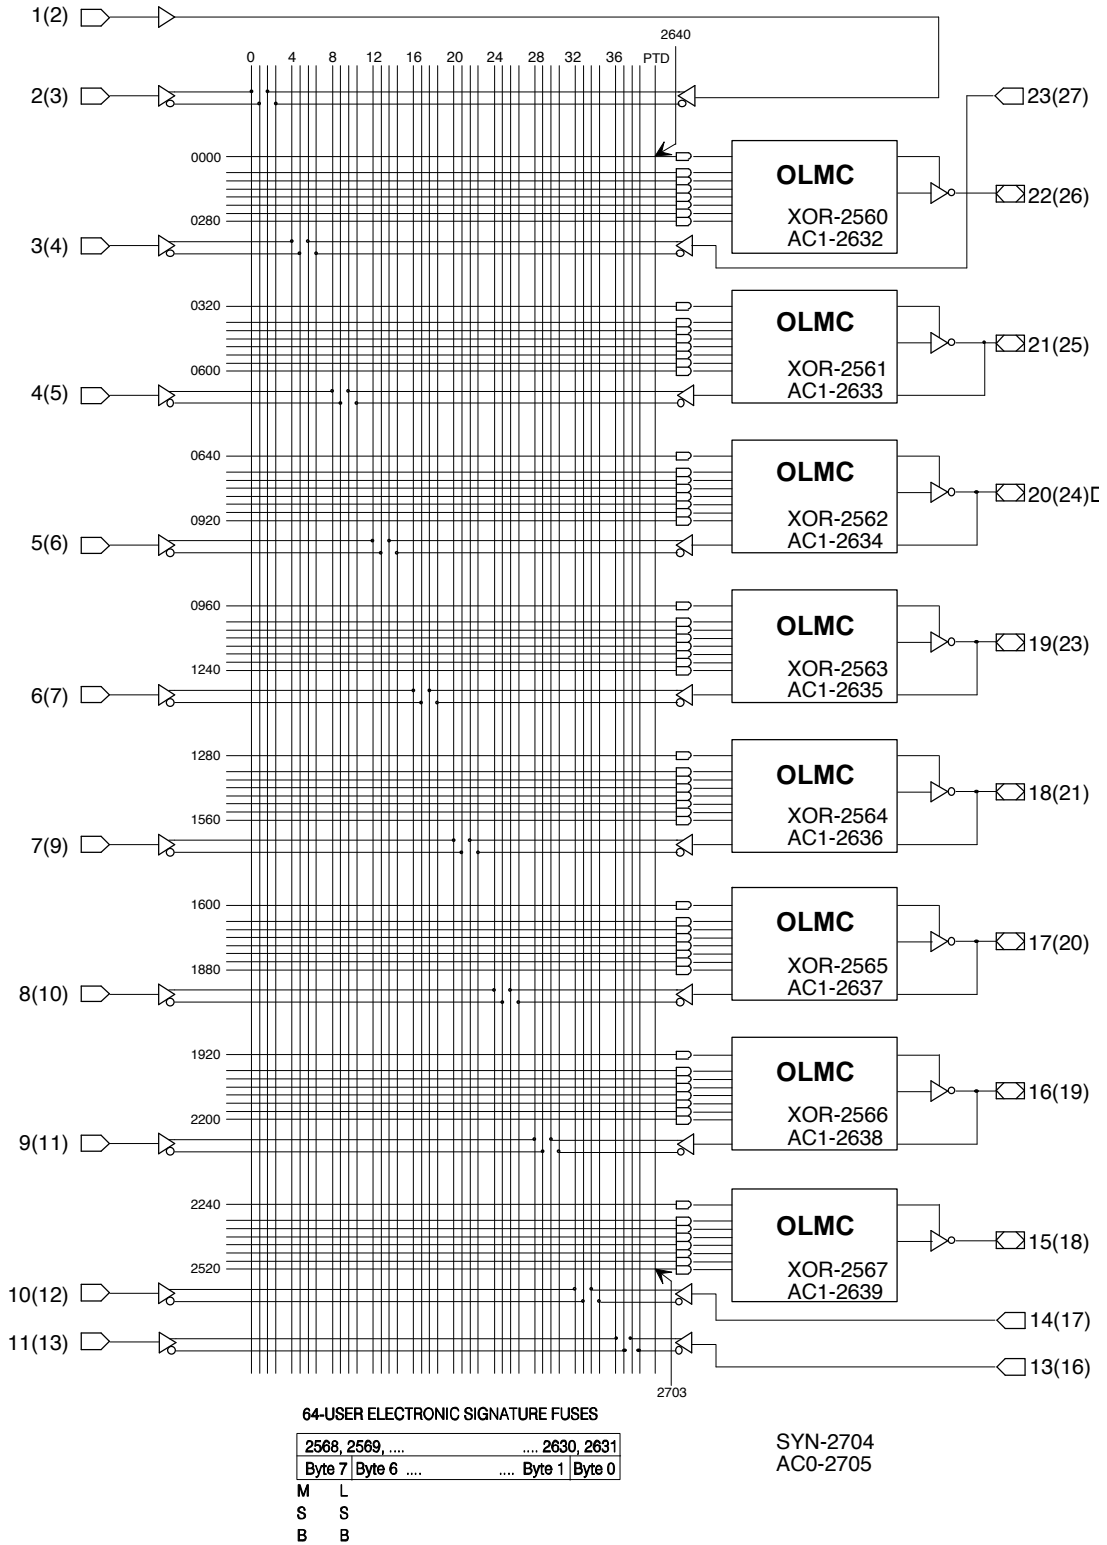 1(2)
2640
0 4 8 12 16 20 24 28 32 36 PTD
2(3)
23(27)
0000
OLMC
XOR-2560
22(26)
0280
AC1-2632
3(4)
0320
OLMC
21(25)
0600
XOR-2561
4(5)
AC1-2633
0640
OLMC
20(24)
0920
XOR-2562
5(6)
AC1-2634
0960
OLMC
19(23)
1240
XOR-2563
6(7)
AC1-2635
1280
OLMC
18(21)
1560
XOR-2564
7(9)
AC1-2636
1600
OLMC
17(20)
1880
XOR-2565
8(10)
AC1-2637
1920
OLMC
16(19)
2200
XOR-2566
9(11)
AC1-2638
2240
OLMC
15(18)
2520
XOR-2567
10(12)
AC1-2639
14(17)
11(13)
13(16)
2703
64-USER ELECTRONIC SIGNATURE FUSES
2568, 2569, .... .... 2630, 2631
Byte 7 Byte 6 .... .... Byte 1 Byte 0
M L
S S
B B
SYN-2704
AC0-2705